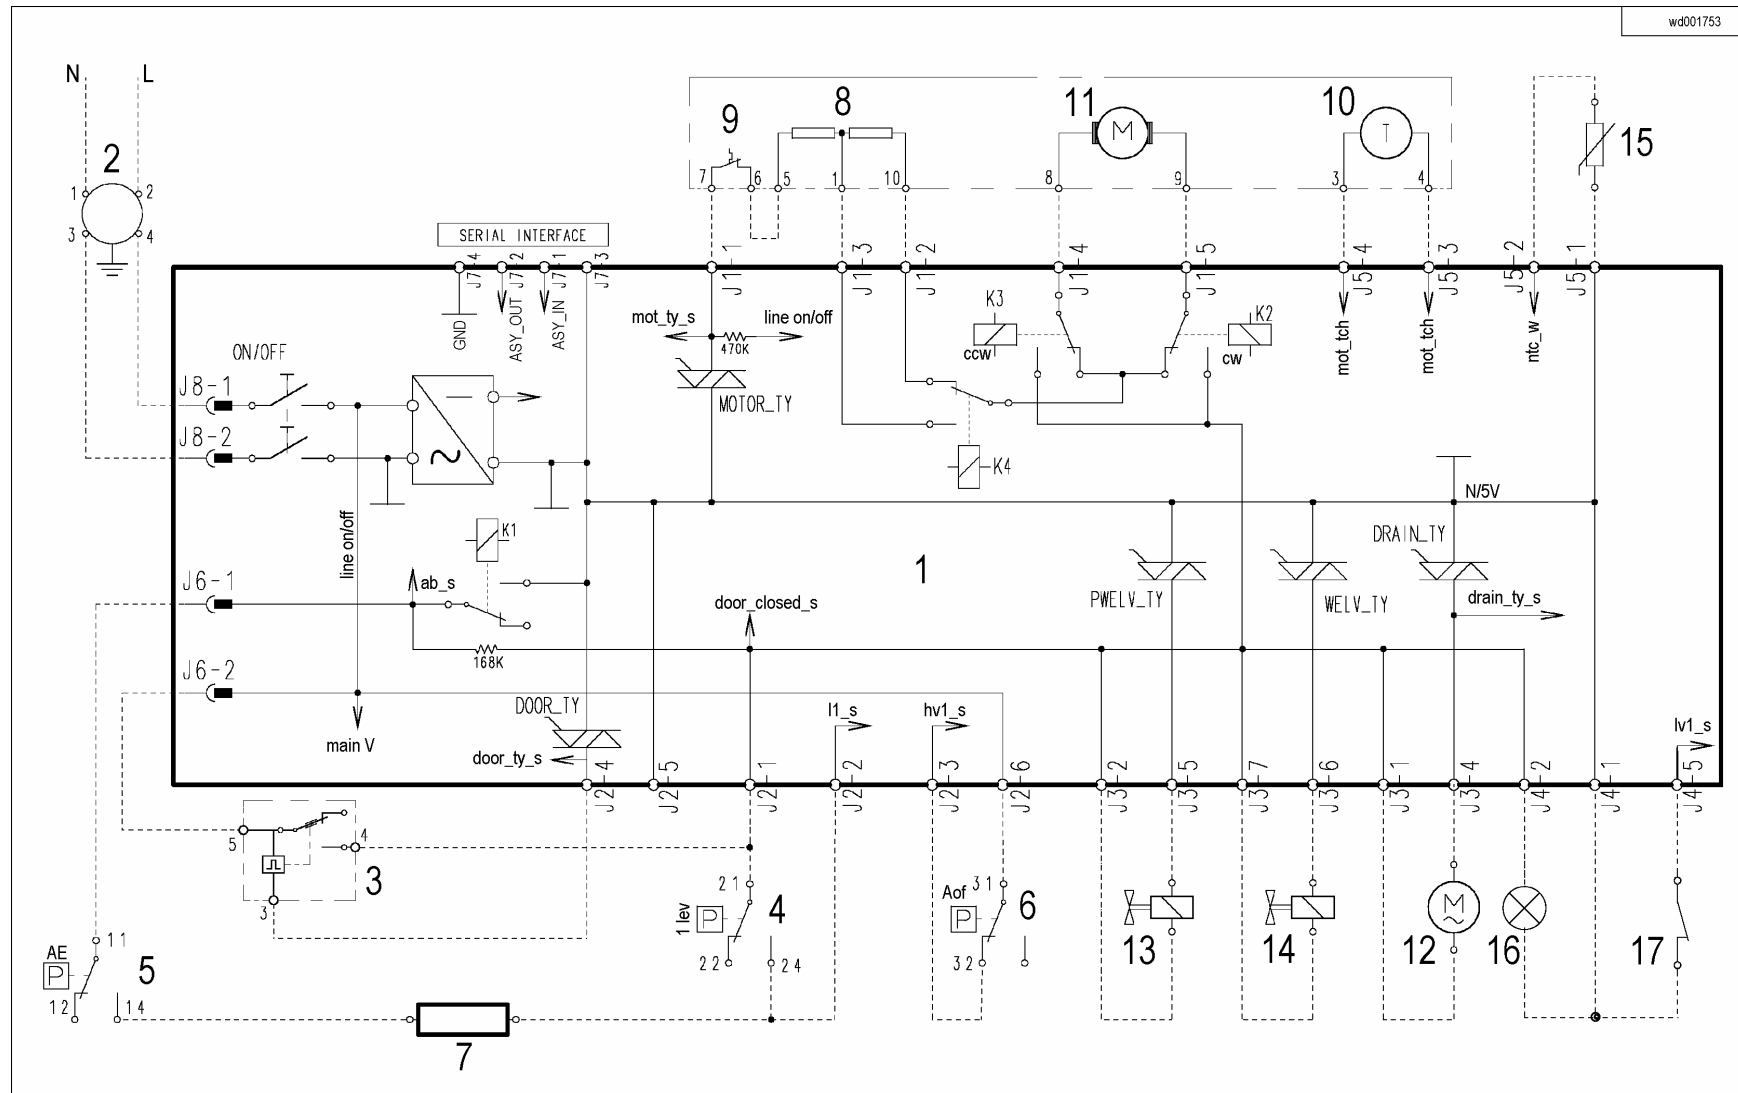 wd001753
N L
2
1 2
3 4
9 8 11 10 15
M T
7 6 5 1 10 8 9 3 4
SERIAL INTERFACE
J7-4 J7-2 J7-1 J7-3 J1-1 J1-3 J1-2 J1-4 J1-5 J5-4 J5-3 J5-2 J5-1
GND ASY_OUT ASY_IN
mot_ty_s line on/off
470K
MOTOR_TY
K3 K2
ccw cw
mot_tch mot_tch ntc_w
ON/OFF
J8-1
J8-2
K4
N/5V
line on/off
K1
1
DRAIN_TY
J6-1
ab_s
door_closed_s
PWELV_TY WELV_TY
drain_ty_s
168K
J6-2
DOOR_TY
main V
door_ty_s
l1_s hv1_s lv1_s
J2-4 J2-5 J2-1 J2-2 J2-3 J2-6 J3-2 J3-5 J3-7 J3-6 J3-1 J3-4 J4-2 J4-1 J4-5
5 4
3
3
21
1 lev P 4
22 24
Aof 31
P 6
32
13 14 12 16 17
M
AE 11
P 5
12 14
7